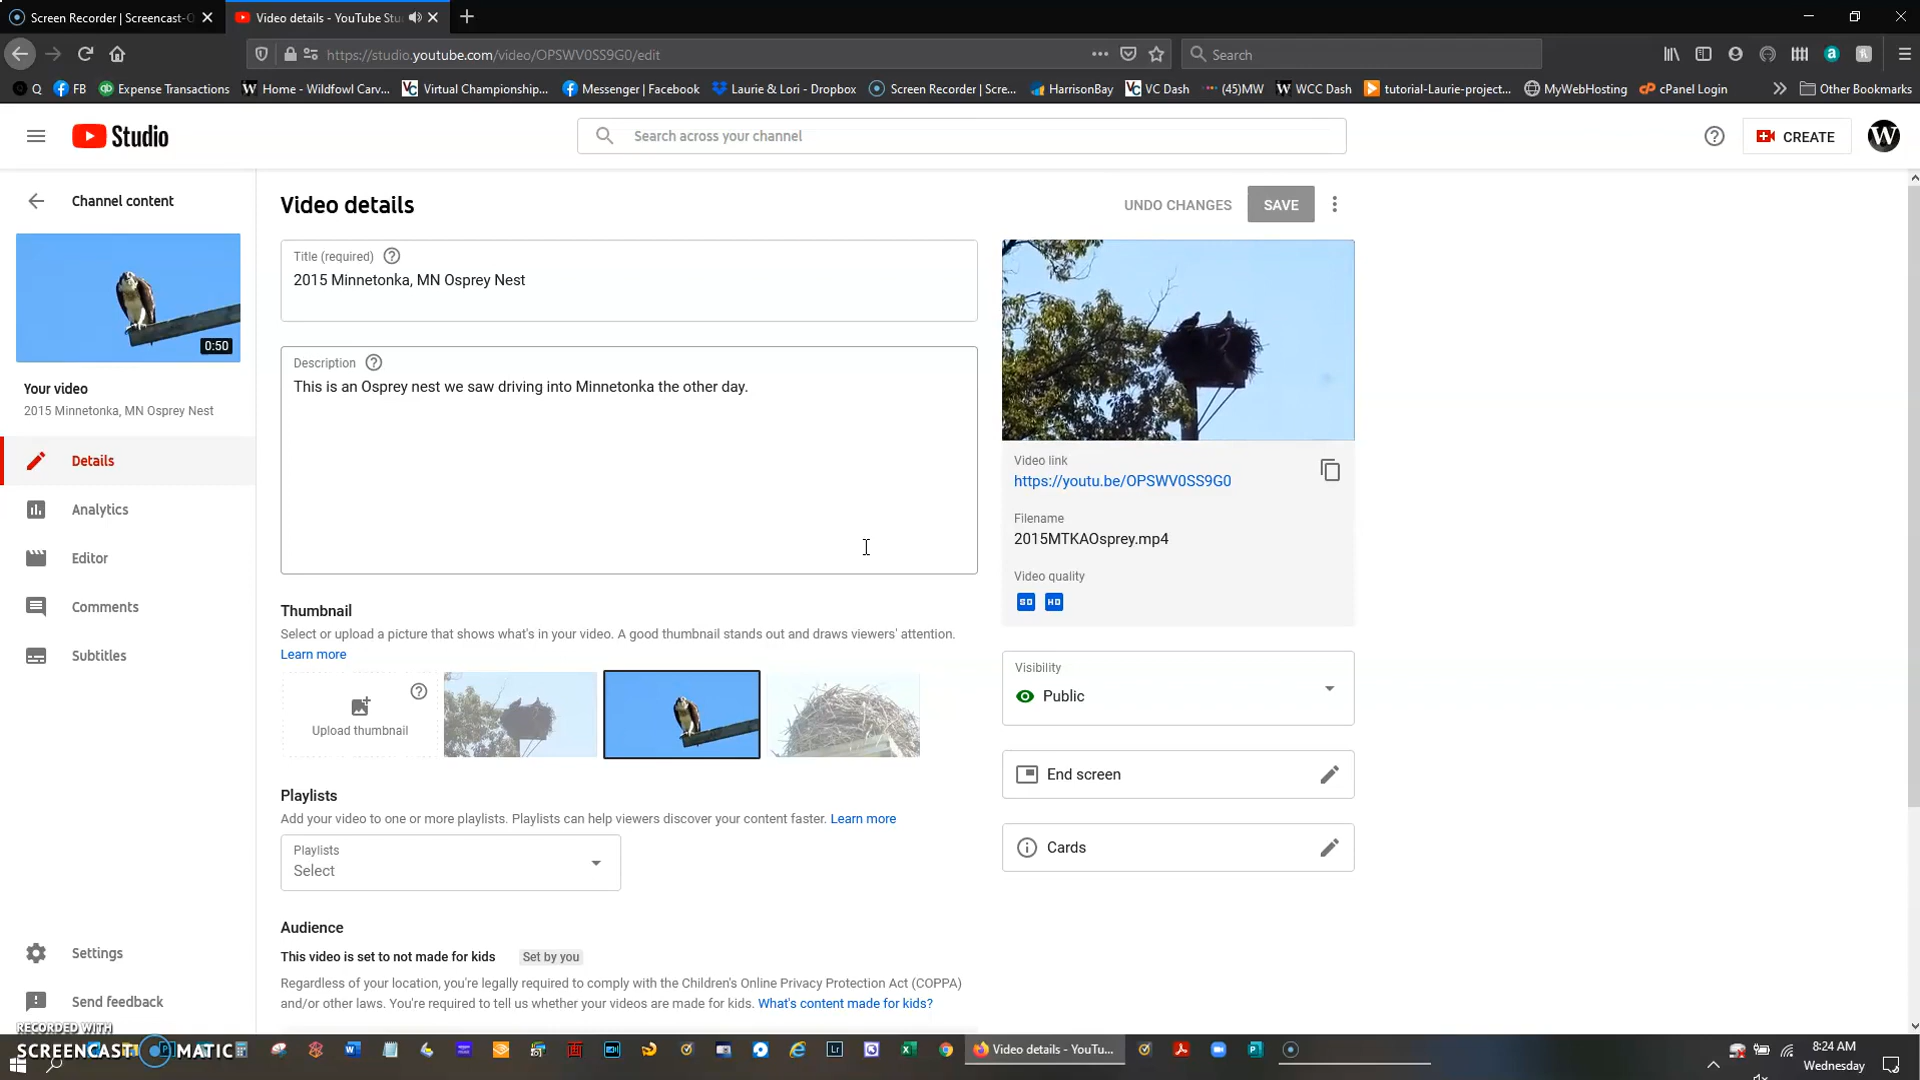 Screen Recorder | Screencast-O
Video details - YouTube Stu
https://studio.youtube.com/video/OPSWV0SS9G0/edit
Search
Q
FB
Expense Transactions
Home - Wildfowl Carv...
Virtual Championship...
Messenger | Facebook
Laurie & Lori - Dropbox
Screen Recorder | Scre...
HarrisonBay
VC Dash
(45)MW
WCC Dash
tutorial-Laurie-project...
MyWebHosting
cPanel Login
Other Bookmarks
Studio
Search across your channel
CREATE
W
Channel content
0:50
Your video
2015 Minnetonka, MN Osprey Nest
Details
Analytics
Editor
Comments
Subtitles
Settings
Send feedback
Video details
UNDO CHANGES
SAVE
Title (required)
2015 Minnetonka, MN Osprey Nest
Description
This is an Osprey nest we saw driving into Minnetonka the other day.
Thumbnail
Select or upload a picture that shows what's in your video. A good thumbnail stands out and draws viewers' attention.
Learn more
Upload thumbnail
Playlists
Add your video to one or more playlists. Playlists can help viewers discover your content faster. Learn more
Playlists
Select
Audience
This video is set to not made for kids Set by you
Regardless of your location, you're legally required to comply with the Children's Online Privacy Protection Act (COPPA)
and/or other laws. You're required to tell us whether your videos are made for kids. What's content made for kids?
Video link
https://youtu.be/OPSWV0SS9G0
Filename
2015MTKAOsprey.mp4
Video quality
SD HD
Visibility
Public
End screen
Cards
RECORDED WITH
SCREENCAST MATIC
Video details - YouTu...
8:24 AM
Wednesday